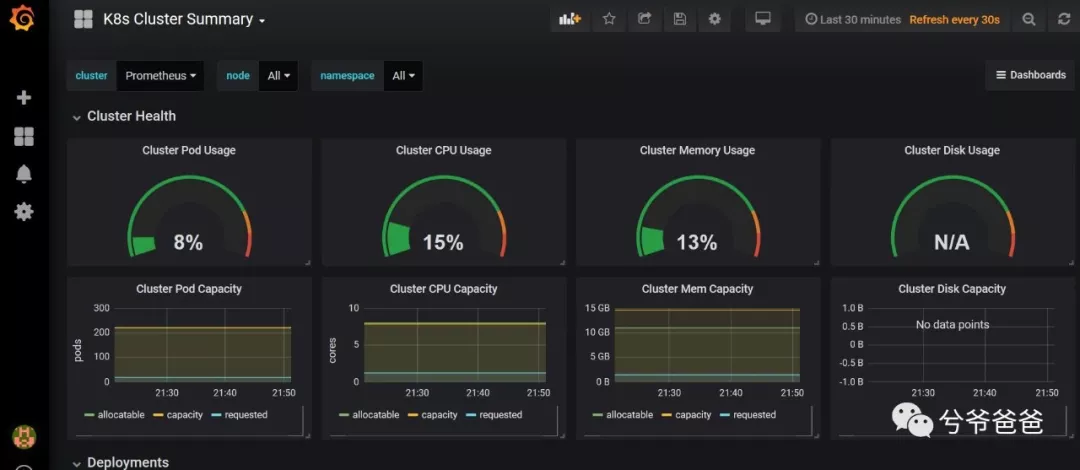 K8s Cluster Summary
Last 30 minutes Refresh every 30s
cluster Prometheus node All namespace All
Dashboards
Cluster Health
Cluster Pod Usage
8%
Cluster CPU Usage
15%
Cluster Memory Usage
13%
Cluster Disk Usage
N/A
Cluster Pod Capacity
pods
300
200
100
0
21:30 21:40 21:50
allocatable capacity requested
Cluster CPU Capacity
cores
10
5
0
21:30 21:40 21:50
allocatable capacity requested
Cluster Mem Capacity
15 GB
10 GB
5 GB
0 B
21:30 21:40 21:50
allocatable capacity requested
Cluster Disk Capacity
1.0 B
0.5 B
0 B
-0.5 B
-1.0 B
No data points
21:30 21:40 21:50
兮爷爸爸
Deployments